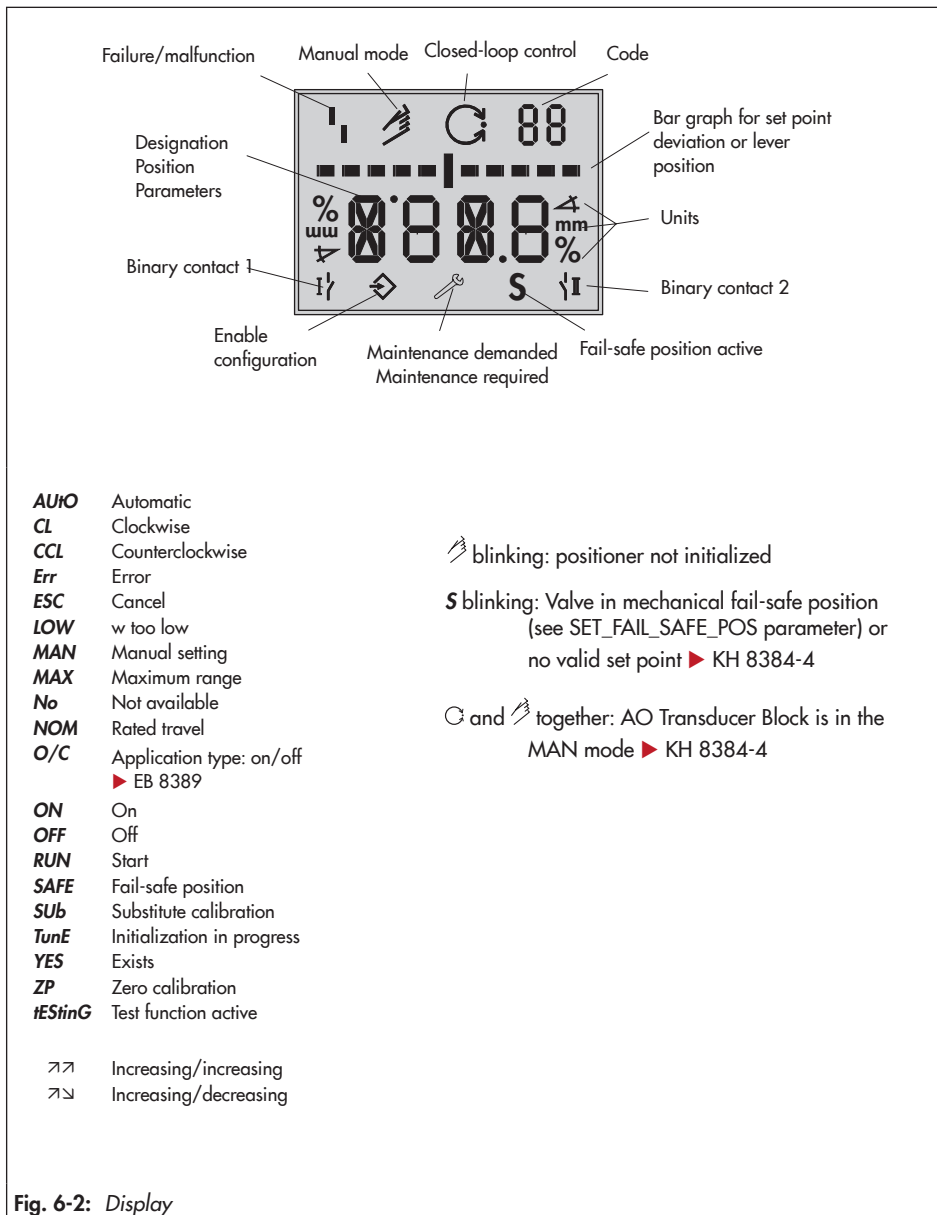 Failure/malfunction
Manual mode
Closed-loop control
Code
88
Designation
Position
Parameters
Bar graph for set point
deviation or lever
position
%
mm
8.8
mm
%
Units
Binary contact 1
I
S
II
Binary contact 2
Enable
configuration
Maintenance demanded
Maintenance required
Fail-safe position active
AUtO Automatic
CL Clockwise
CCL Counterclockwise
Err Error
ESC Cancel
LOW w too low
MAN Manual setting
MAX Maximum range
No Not available
NOM Rated travel
O/C Application type: on/off
▶ EB 8389
ON On
OFF Off
RUN Start
SAFE Fail-safe position
SUb Substitute calibration
TunE Initialization in progress
YES Exists
ZP Zero calibration
tEStinG Test function active
↗↗ Increasing/increasing
↗↘ Increasing/decreasing
blinking: positioner not initialized
S blinking: Valve in mechanical fail-safe position
(see SET_FAIL_SAFE_POS parameter) or
no valid set point ▶ KH 8384-4
and together: AO Transducer Block is in the
MAN mode ▶ KH 8384-4
Fig. 6-2: Display